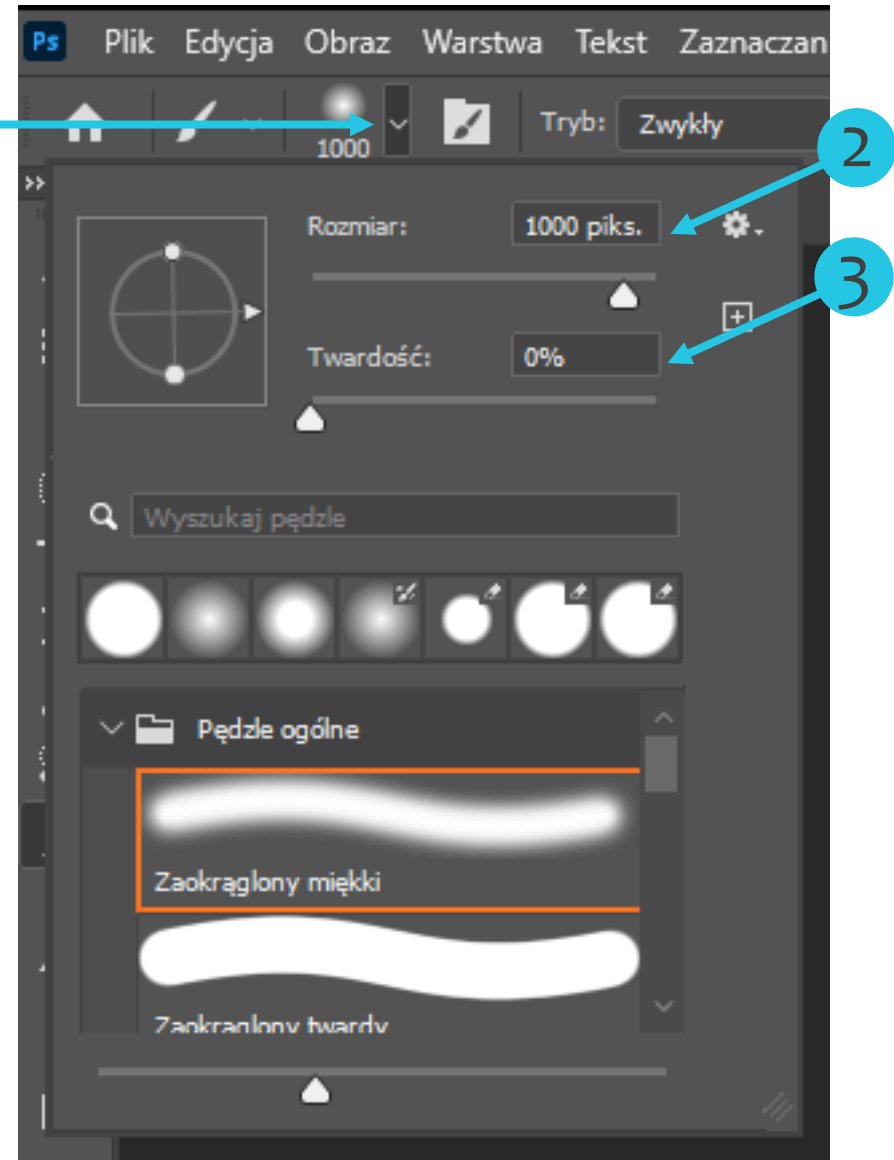 Ps Plik Edycja Obraz Warstwa Tekst Zaznaczan
1000 Tryb: Zwykły
2
Rozmiar: 1000 piks.
3
Twardość: 0%
Wyszukaj pędzle
Pędzle ogólne
Zaokrąglony miękki
Zaokrąglony twardy